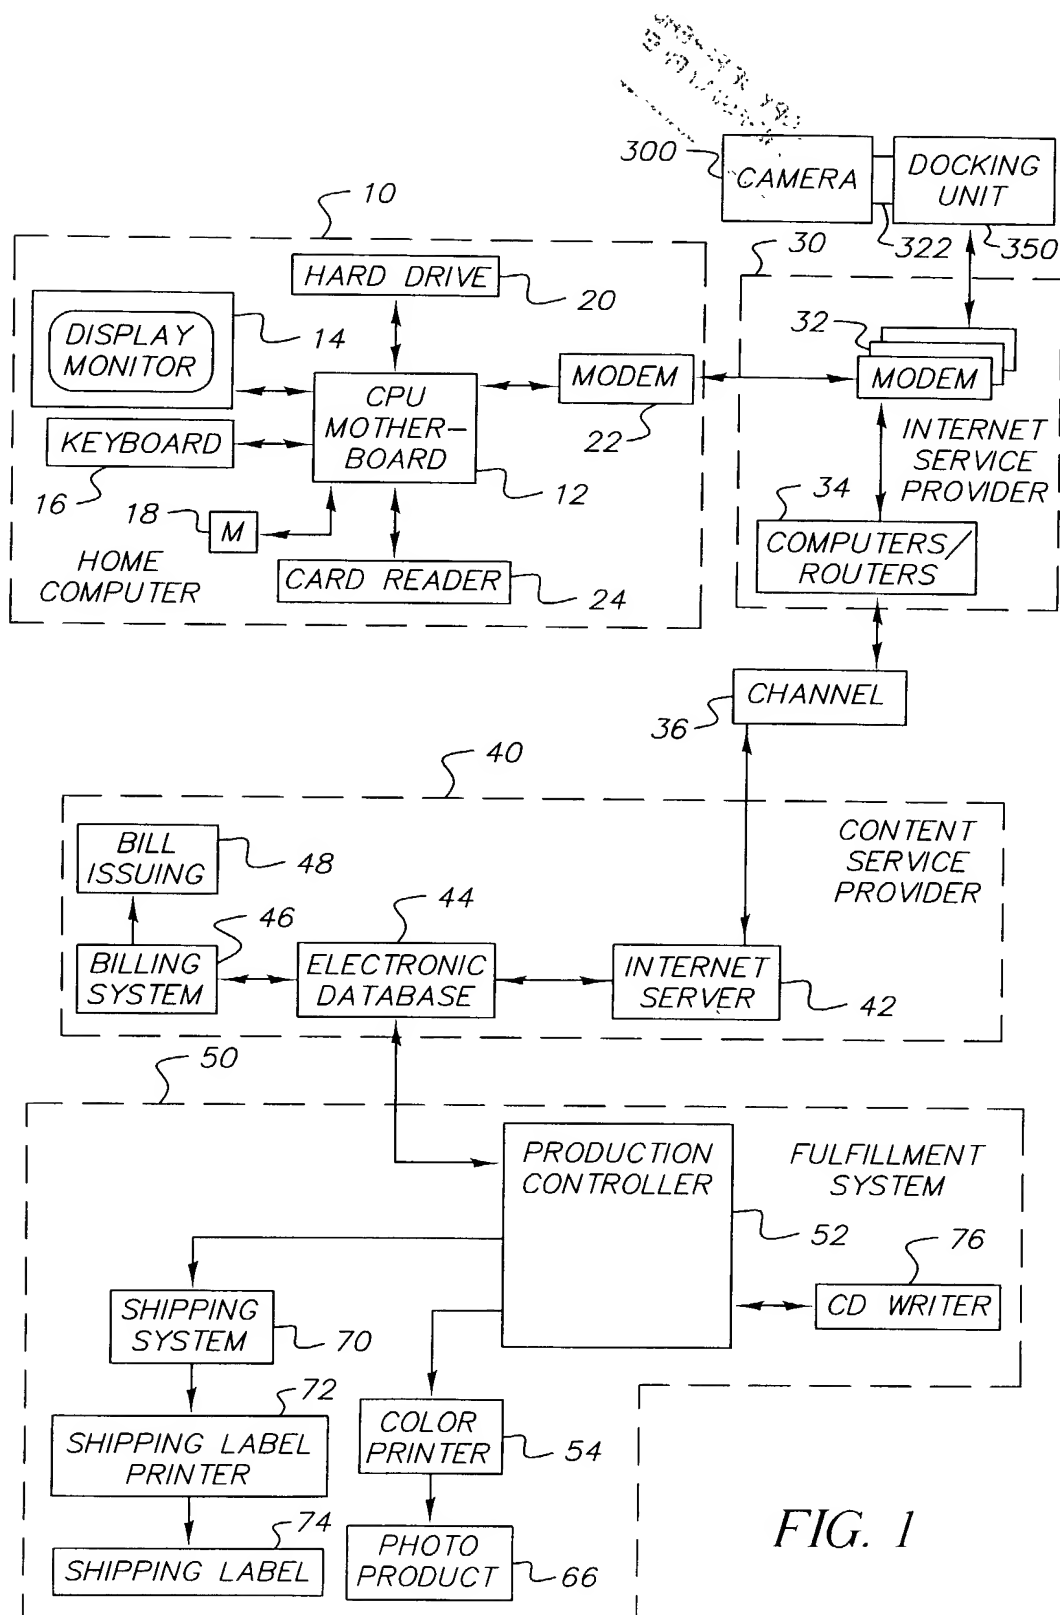 300
CAMERA
DOCKING
UNIT
322
350
10
30
HARD DRIVE
20
DISPLAY
MONITOR
14
32
MODEM
MODEM
22
CPU
MOTHER-
BOARD
12
KEYBOARD
16
18
M
INTERNET
SERVICE
PROVIDER
34
COMPUTERS/
ROUTERS
HOME
COMPUTER
CARD READER
24
CHANNEL
36
40
CONTENT
SERVICE
PROVIDER
BILL
ISSUING
48
46
44
BILLING
SYSTEM
ELECTRONIC
DATABASE
INTERNET
SERVER
42
50
PRODUCTION
CONTROLLER
FULFILLMENT
SYSTEM
52
76
CD WRITER
SHIPPING
SYSTEM
70
72
SHIPPING LABEL
PRINTER
COLOR
PRINTER
54
74
SHIPPING LABEL
PHOTO
PRODUCT
66
FIG. 1